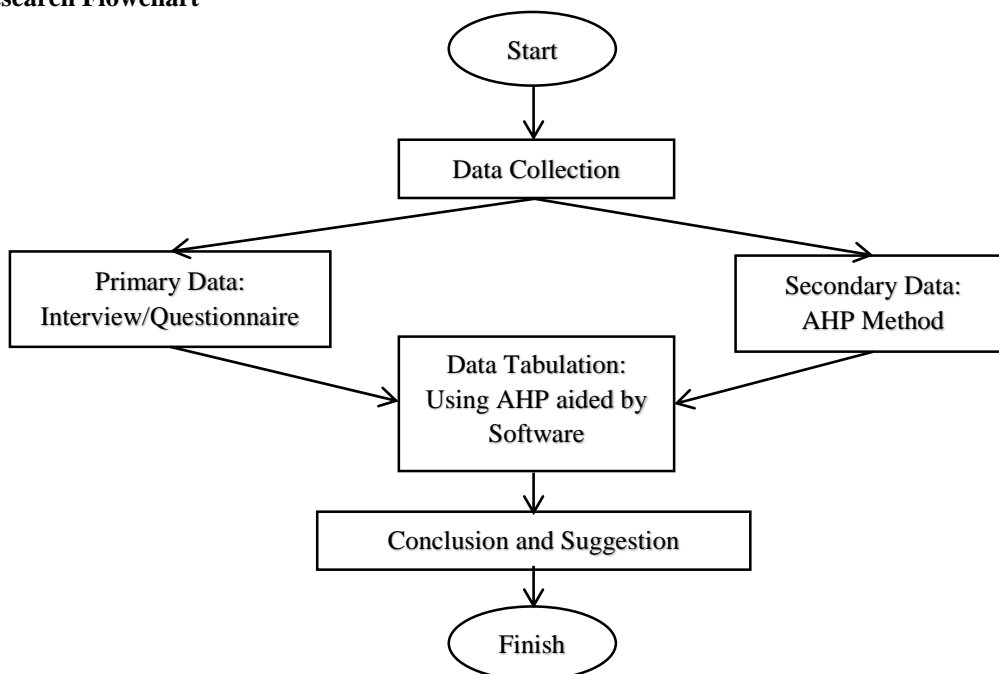 Research Flowchart
Start
Data Collection
Primary Data:
Interview/Questionnaire
Secondary Data:
AHP Method
Data Tabulation:
Using AHP aided by
Software
Conclusion and Suggestion
Finish